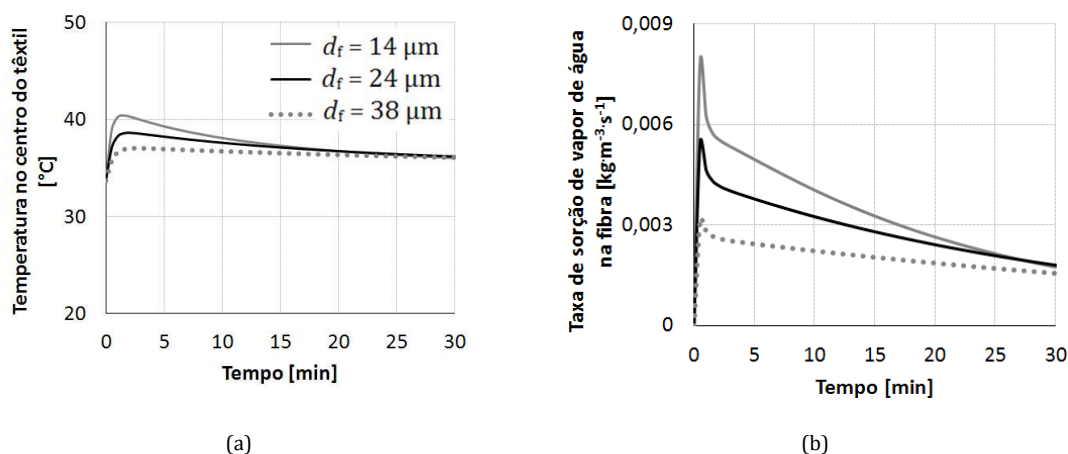 50
40
30
20
Temperatura no centro do têxtil
[°C]
d_f = 14 μm
d_f = 24 μm
d_f = 38 μm
0 5 10 15 20 25 30
Tempo [min]
(a)
0,009
0,006
0,003
0
Taxa de sorção de vapor de água
na fibra [kg·m⁻³·s⁻¹]
0 5 10 15 20 25 30
Tempo [min]
(b)